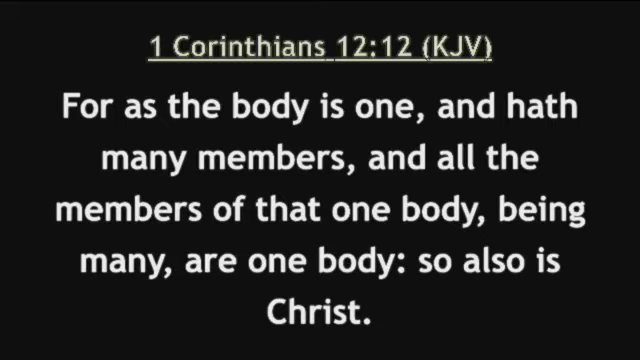 1 Corinthians 12:12 (KJV)
For as the body is one, and hath
many members, and all the
members of that one body, being
many, are one body: so also is
Christ.